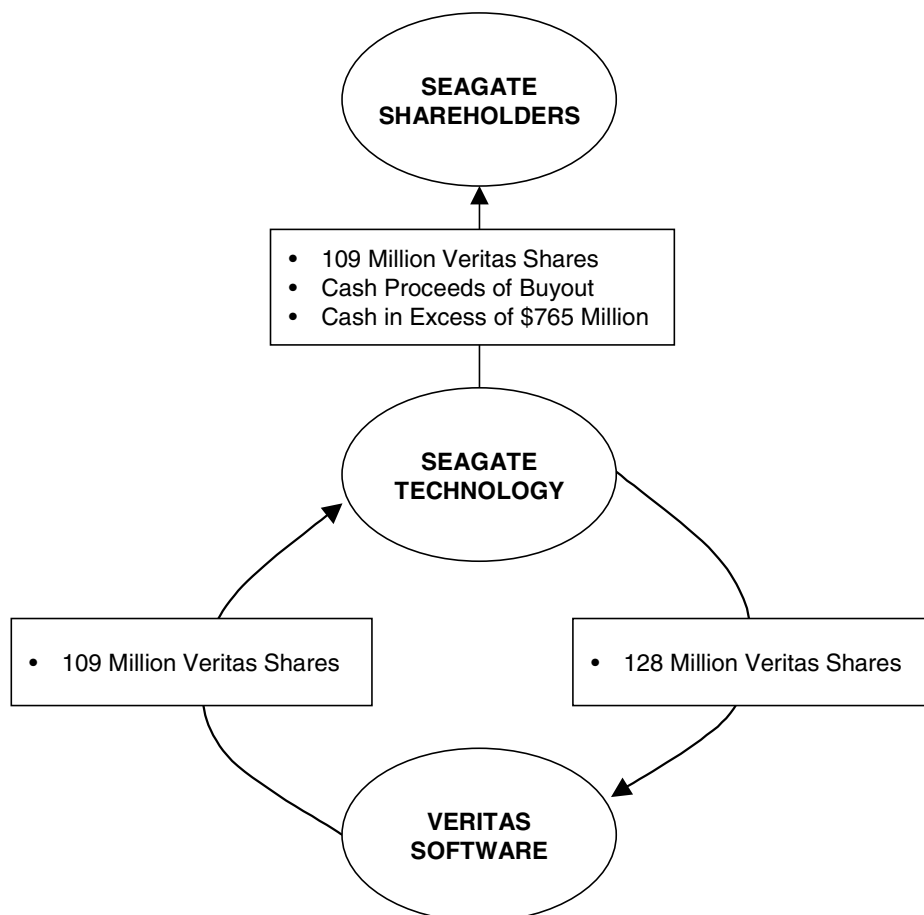 SEAGATE
SHAREHOLDERS
• 109 Million Veritas Shares
• Cash Proceeds of Buyout
• Cash in Excess of $765 Million
SEAGATE
TECHNOLOGY
• 109 Million Veritas Shares
• 128 Million Veritas Shares
VERITAS
SOFTWARE